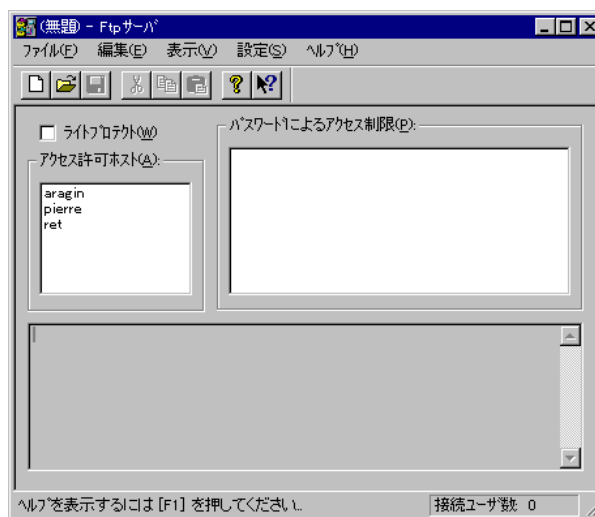 (無題) - Ftpサーバ
ファイル(F) 編集(E) 表示(V) 設定(S) ヘルプ(H)
ライトプロテクト(W)
パスワードによるアクセス制限(P):
アクセス許可ホスト(A):
aragin
pierre
ret
ヘルプを表示するには [F1] を押してください。
接続ユーザ数: 0